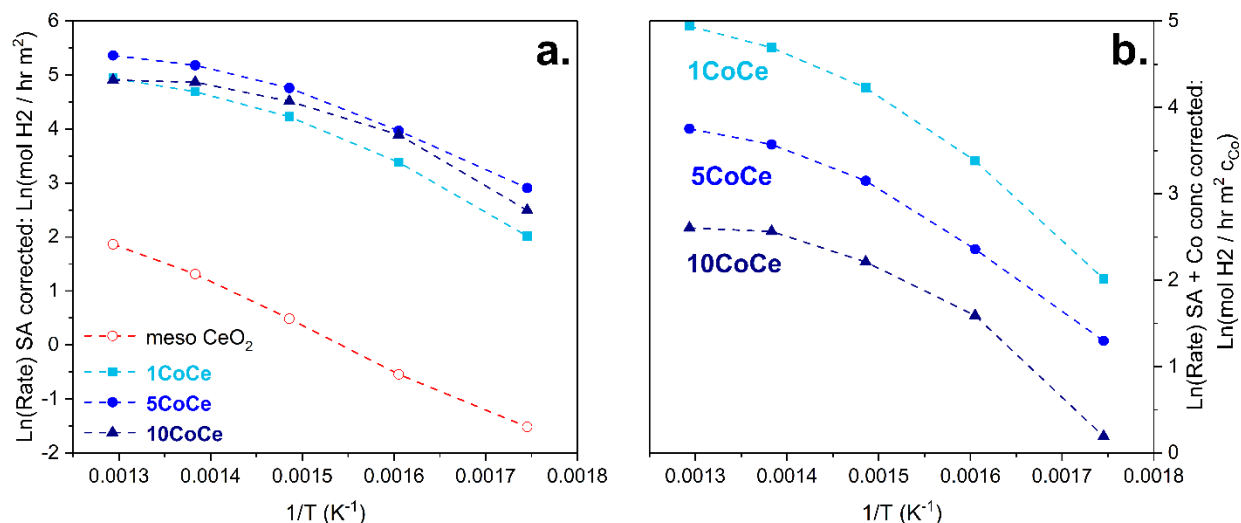 a.
Ln(Rate) SA corrected: Ln(mol H2 / hr m²)
6
5
4
3
2
1
0
-1
-2
meso CeO₂
1CoCe
5CoCe
10CoCe
0.0013 0.0014 0.0015 0.0016 0.0017 0.0018
1/T (K⁻¹)
b.
1CoCe
5CoCe
10CoCe
5
4
3
2
1
0
Ln(Rate) SA + Co conc corrected:
Ln(mol H2 / hr m² c_Co)
0.0013 0.0014 0.0015 0.0016 0.0017 0.0018
1/T (K⁻¹)